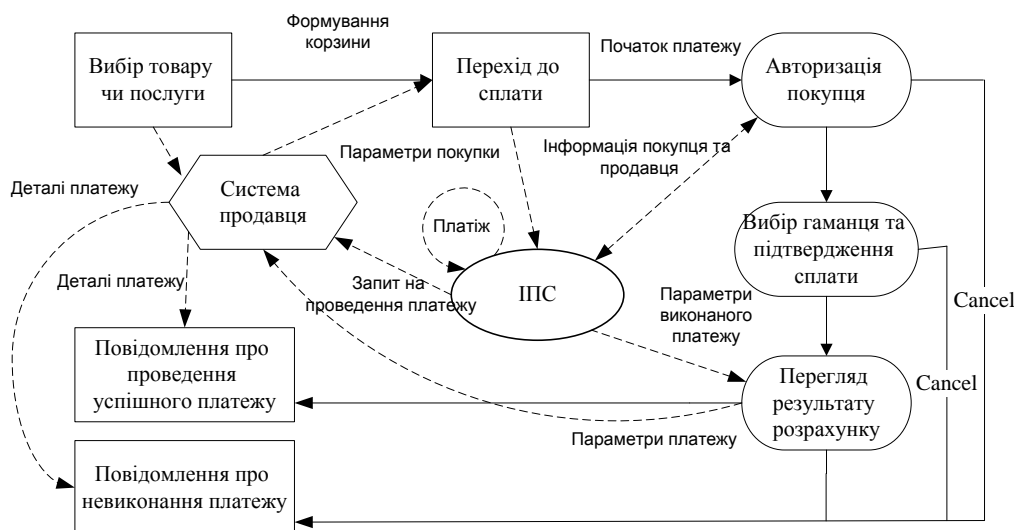 Формування
корзини
Вибір товару
чи послуги
Перехід до
сплати
Початок платежу
Авторизація
покупця
Параметри покупки
Інформація покупця та
продавця
Деталі платежу
Система
продавця
Платіж
Вибір гаманця та
підтвердження
сплати
Деталі платежу
Запит на
проведення платежу
ІПС
Параметри
виконаного
платежу
Cancel
Повідомлення про
проведення
успішного платежу
Перегляд
результату
розрахунку
Cancel
Параметри платежу
Повідомлення про
невиконання платежу